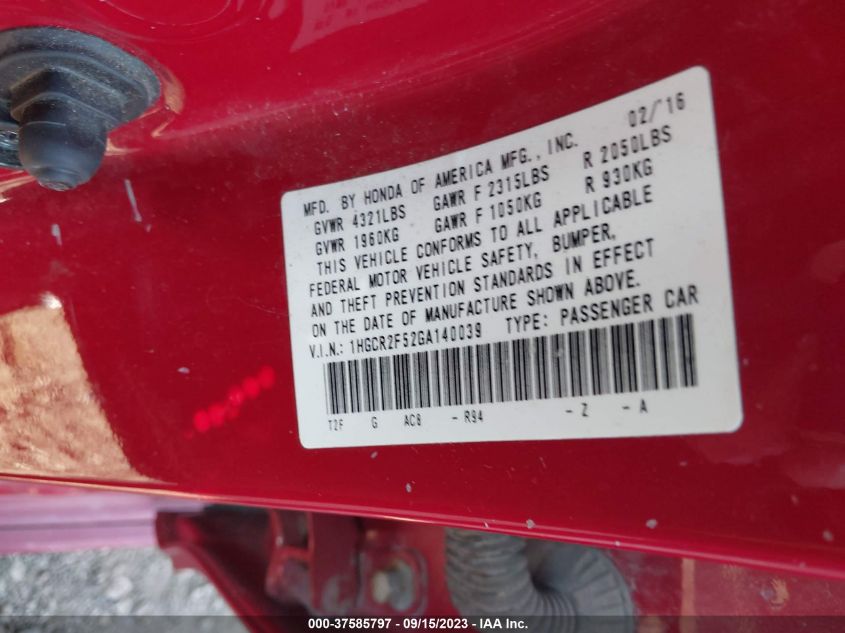 MFD. BY HONDA OF AMERICA MFG., INC. 02/'16
GVWR 4321LBS GAWR F 2315LBS R 2050LBS
GVWR 1960KG GAWR F 1050KG R 930KG
THIS VEHICLE CONFORMS TO ALL APPLICABLE
FEDERAL MOTOR VEHICLE SAFETY, BUMPER,
AND THEFT PREVENTION STANDARDS IN EFFECT
ON THE DATE OF MANUFACTURE SHOWN ABOVE.
V.I.N.: 1HGCR2F52GA140039 TYPE: PASSENGER CAR
T2F G AC8 - R94 - Z - A
000-37585797 - 09/15/2023 - IAA Inc.